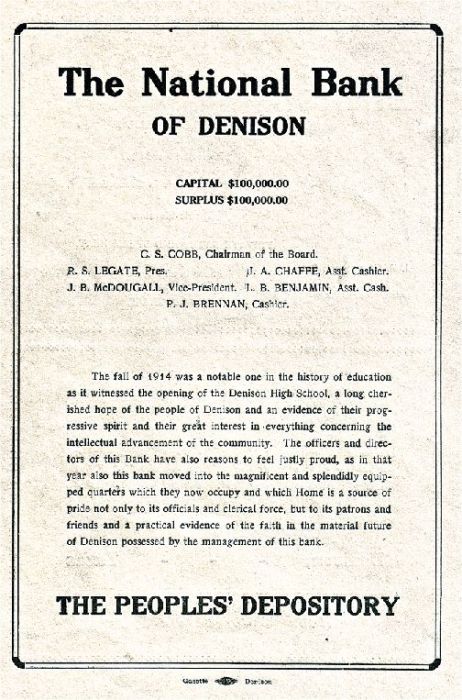 The National Bank
OF DENISON
CAPITAL $100,000.00
SURPLUS $100,000.00
C. S. COBB, Chairman of the Board.
R. S. LEGATE, Pres. J. A. CHAFFE, Asst. Cashier.
J. B. McDOUGALL, Vice-President. L. B. BENJAMIN, Asst. Cash.
P. J. BRENNAN, Cashier.
The fall of 1914 was a notable one in the history of education
as it witnessed the opening of the Denison High School, a long cher-
ished hope of the people of Denison and an evidence of their prog-
ressive spirit and their great interest in everything concerning the
intellectual advancement of the community. The officers and direc-
tors of this Bank have also reasons to feel justly proud, as in that
year also this bank moved into the magnificent and splendidly equip-
ped quarters which they now occupy and which Home is a source of
pride not only to its officials and clerical force, but to its patrons and
friends and a practical evidence of the faith in the material future
of Denison possessed by the management of this bank.
THE PEOPLES' DEPOSITORY
Gazette Denison